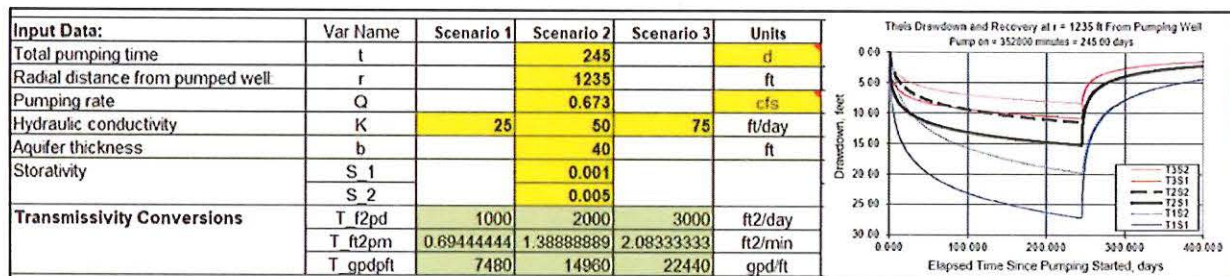 Input Data: Var Name Scenario 1 Scenario 2 Scenario 3 Units
Total pumping time t 245 d
Radial distance from pumped well: r 1235 ft
Pumping rate Q 0.673 cfs
Hydraulic conductivity K 25 50 75 ft/day
Aquifer thickness b 40 ft
Storativity S_1 0.001
S_2 0.005
Transmissivity Conversions T_f2pd 1000 2000 3000 ft2/day
T_ft2pm 0.69444444 1.38888889 2.08333333 ft2/min
T_gpdpft 7480 14960 22440 gpd/ft
Theis Drawdown and Recovery at r = 1235 ft From Pumping Well
Pump on = 352800 minutes = 245.00 days
Drawdown, feet
0.00
5.00
10.00
15.00
20.00
25.00
30.00
T3S2
T3S1
T2S2
T2S1
T1S2
T1S1
0.000 100.000 200.000 300.000 400.000
Elapsed Time Since Pumping Started, days